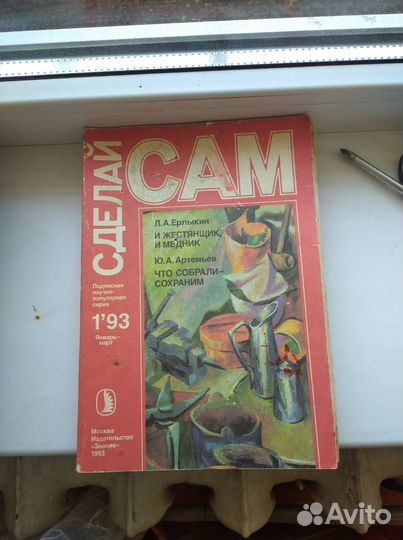 СДЕЛАЙ
САМ
Л.А.Ерлыкин
И ЖЕСТЯНЩИК,
И МЕДНИК
Ю.А.Артемьев
ЧТО СОБРАЛИ–
СОХРАНИМ
Подписная
научно-
популярная
серия
1'93
Январь–
март
Москва
Издательство
«Знание»
1993
Avito